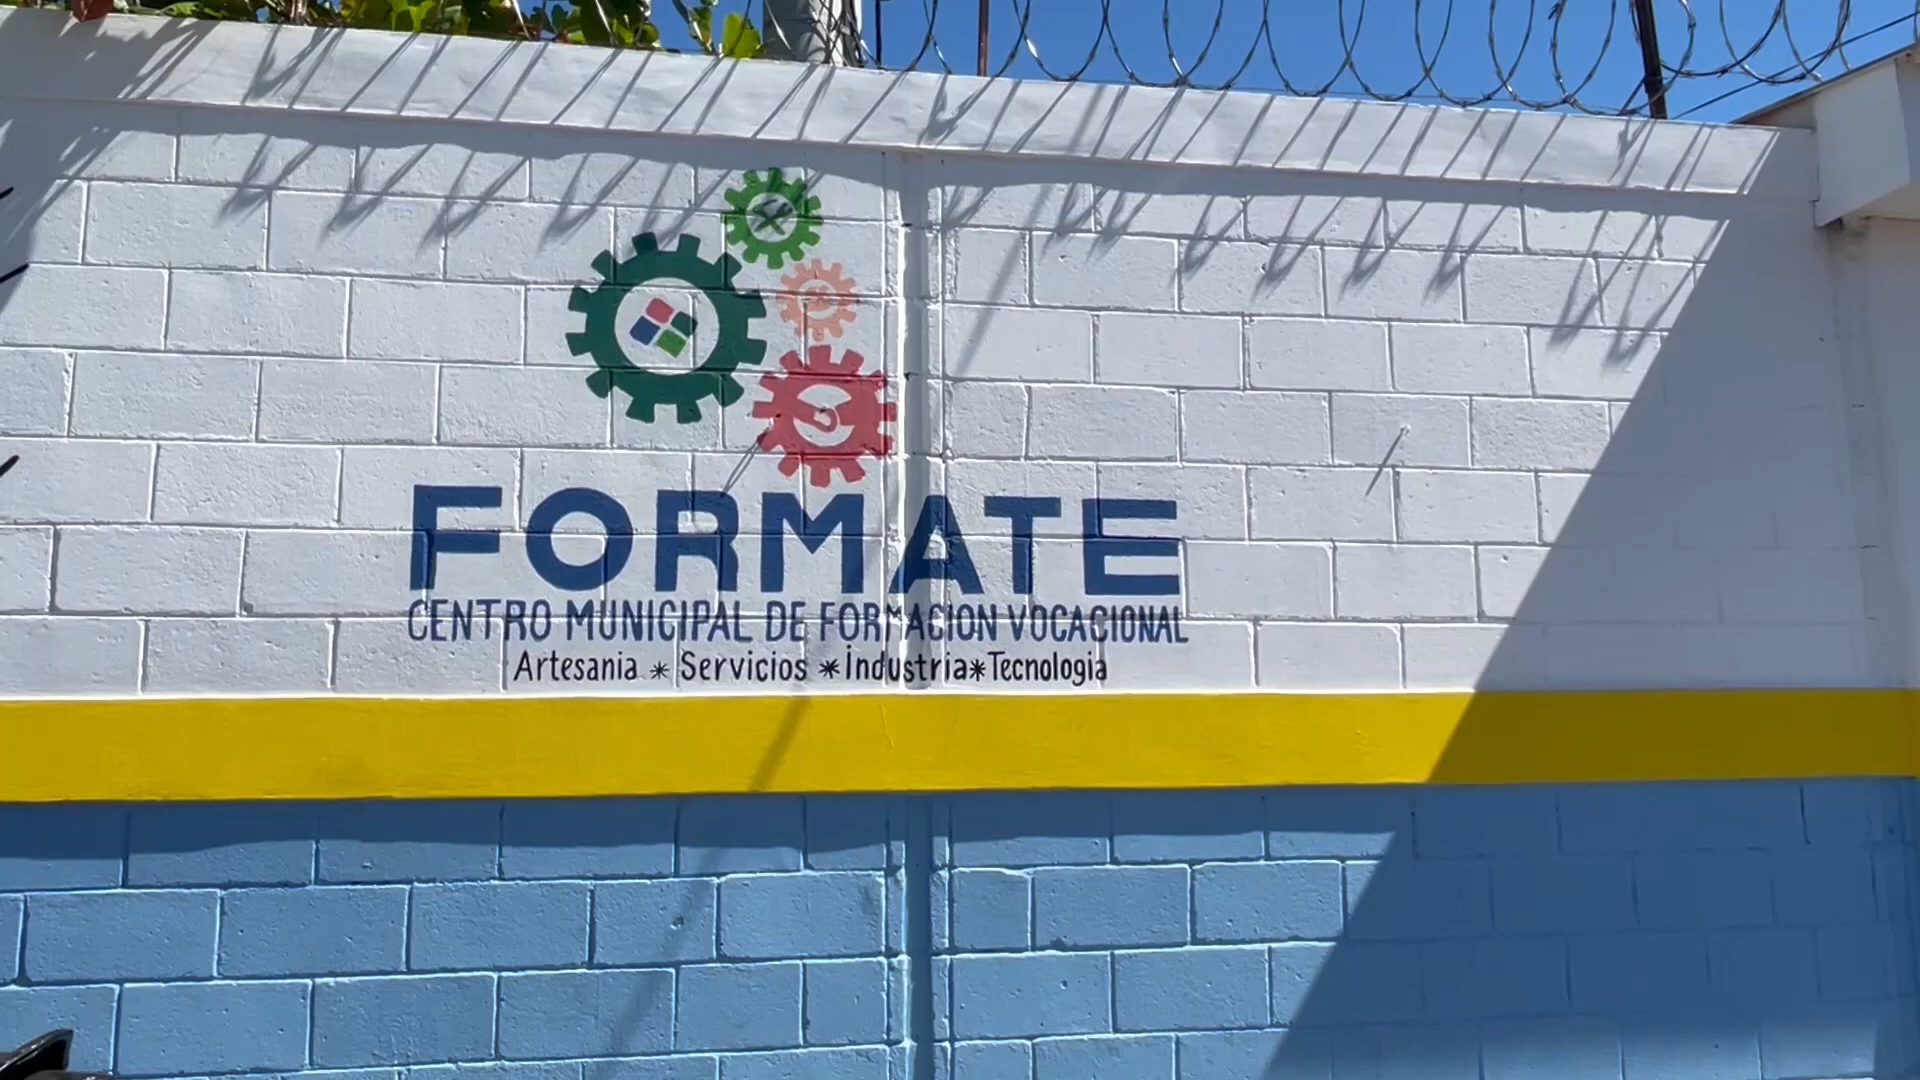 FORMATE
CENTRO MUNICIPAL DE FORMACION VOCACIONAL
Artesania * Servicios * Industria * Tecnologia